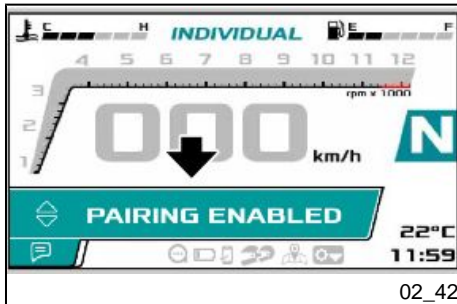 C H INDIVIDUAL E F
4 5 6 7 8 9 10 11 12
3
rpm x 1000
2
000
N
km/h
1
PAIRING ENABLED
22°C
11:59
02_42